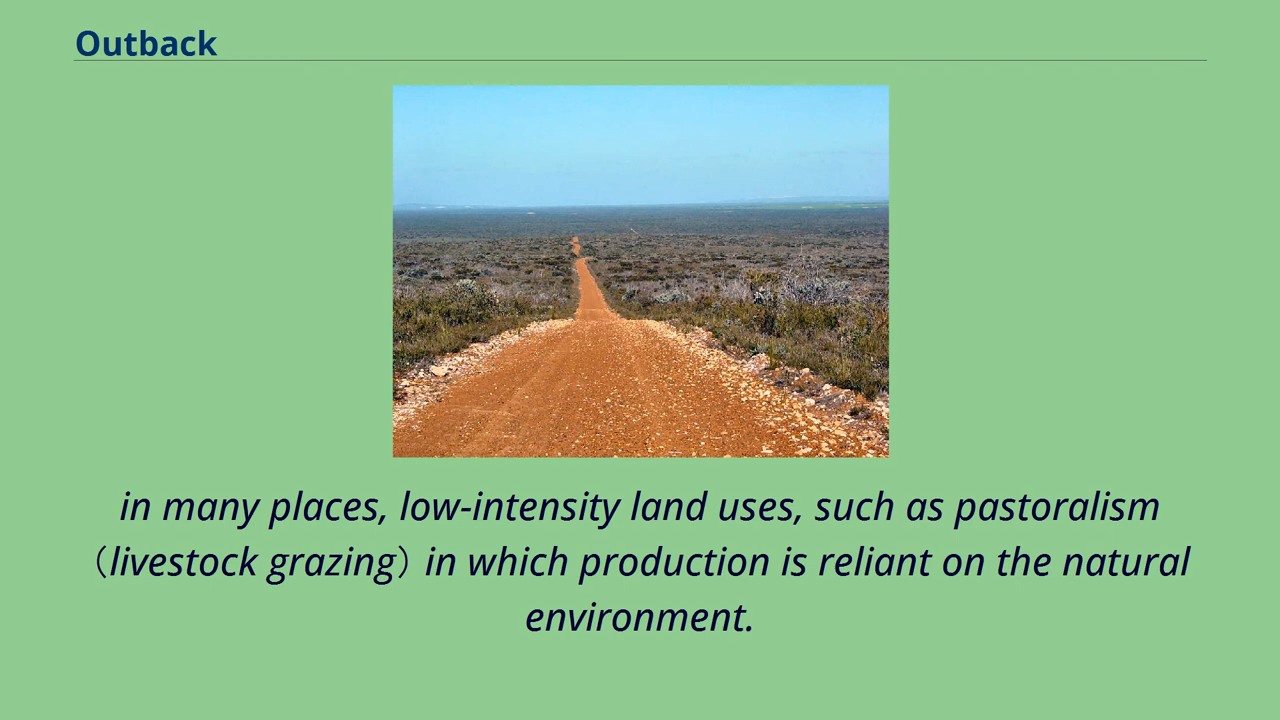 Outback
in many places, low-intensity land uses, such as pastoralism
（livestock grazing）in which production is reliant on the natural
environment.